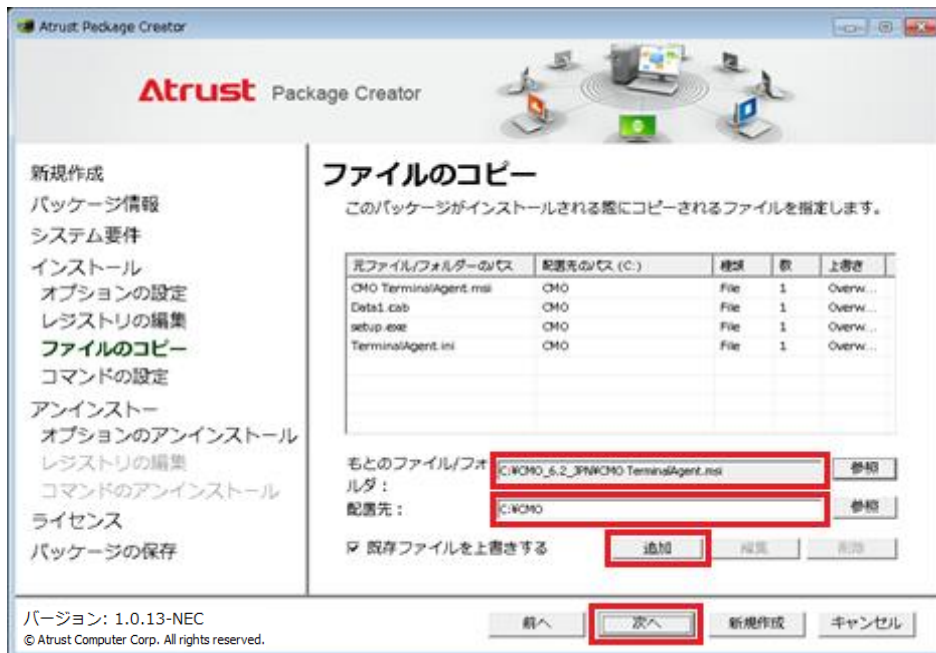 Atrust Package Creator
Atrust Package Creator
新規作成
パッケージ情報
システム要件
インストール
オプションの設定
レジストリの編集
ファイルのコピー
コマンドの設定
アンインストー
オプションのアンインストール
レジストリの編集
コマンドのアンインストール
ライセンス
パッケージの保存
ファイルのコピー
このパッケージがインストールされる際にコピーされるファイルを指定します。
元ファイル/フォルダーのパス 配置先のパス (C:) 種類 数 上書き
CMO TerminalAgent.msi CMO File 1 Overw...
Data1.cab CMO File 1 Overw...
setup.exe CMO File 1 Overw...
TerminalAgent.ini CMO File 1 Overw...
もとのファイル/フォ
ルダ：
C:¥CMO_6.2_JPN¥CMO TerminalAgent.msi 参照
配置先： C:¥CMO 参照
既存ファイルを上書きする 追加 編集 削除
バージョン: 1.0.13-NEC
© Atrust Computer Corp. All rights reserved.
前へ 次へ 新規作成 キャンセル